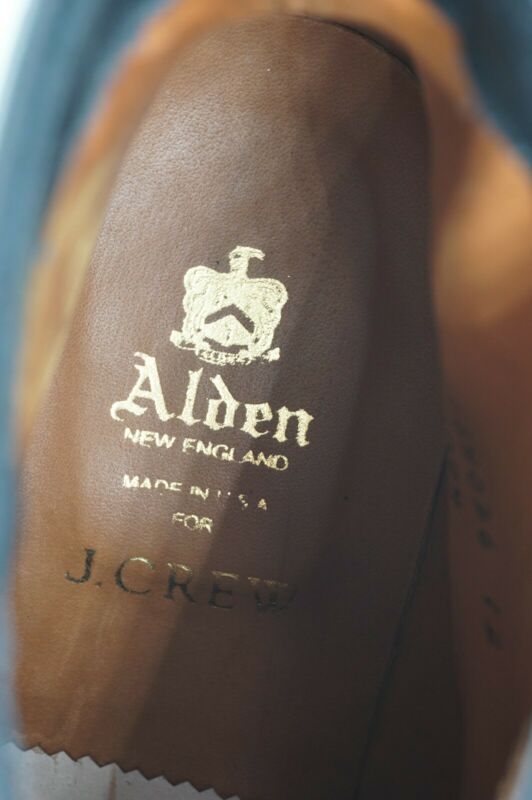 Alden
NEW ENGLAND
MADE IN U.S.A
FOR
J.CREW